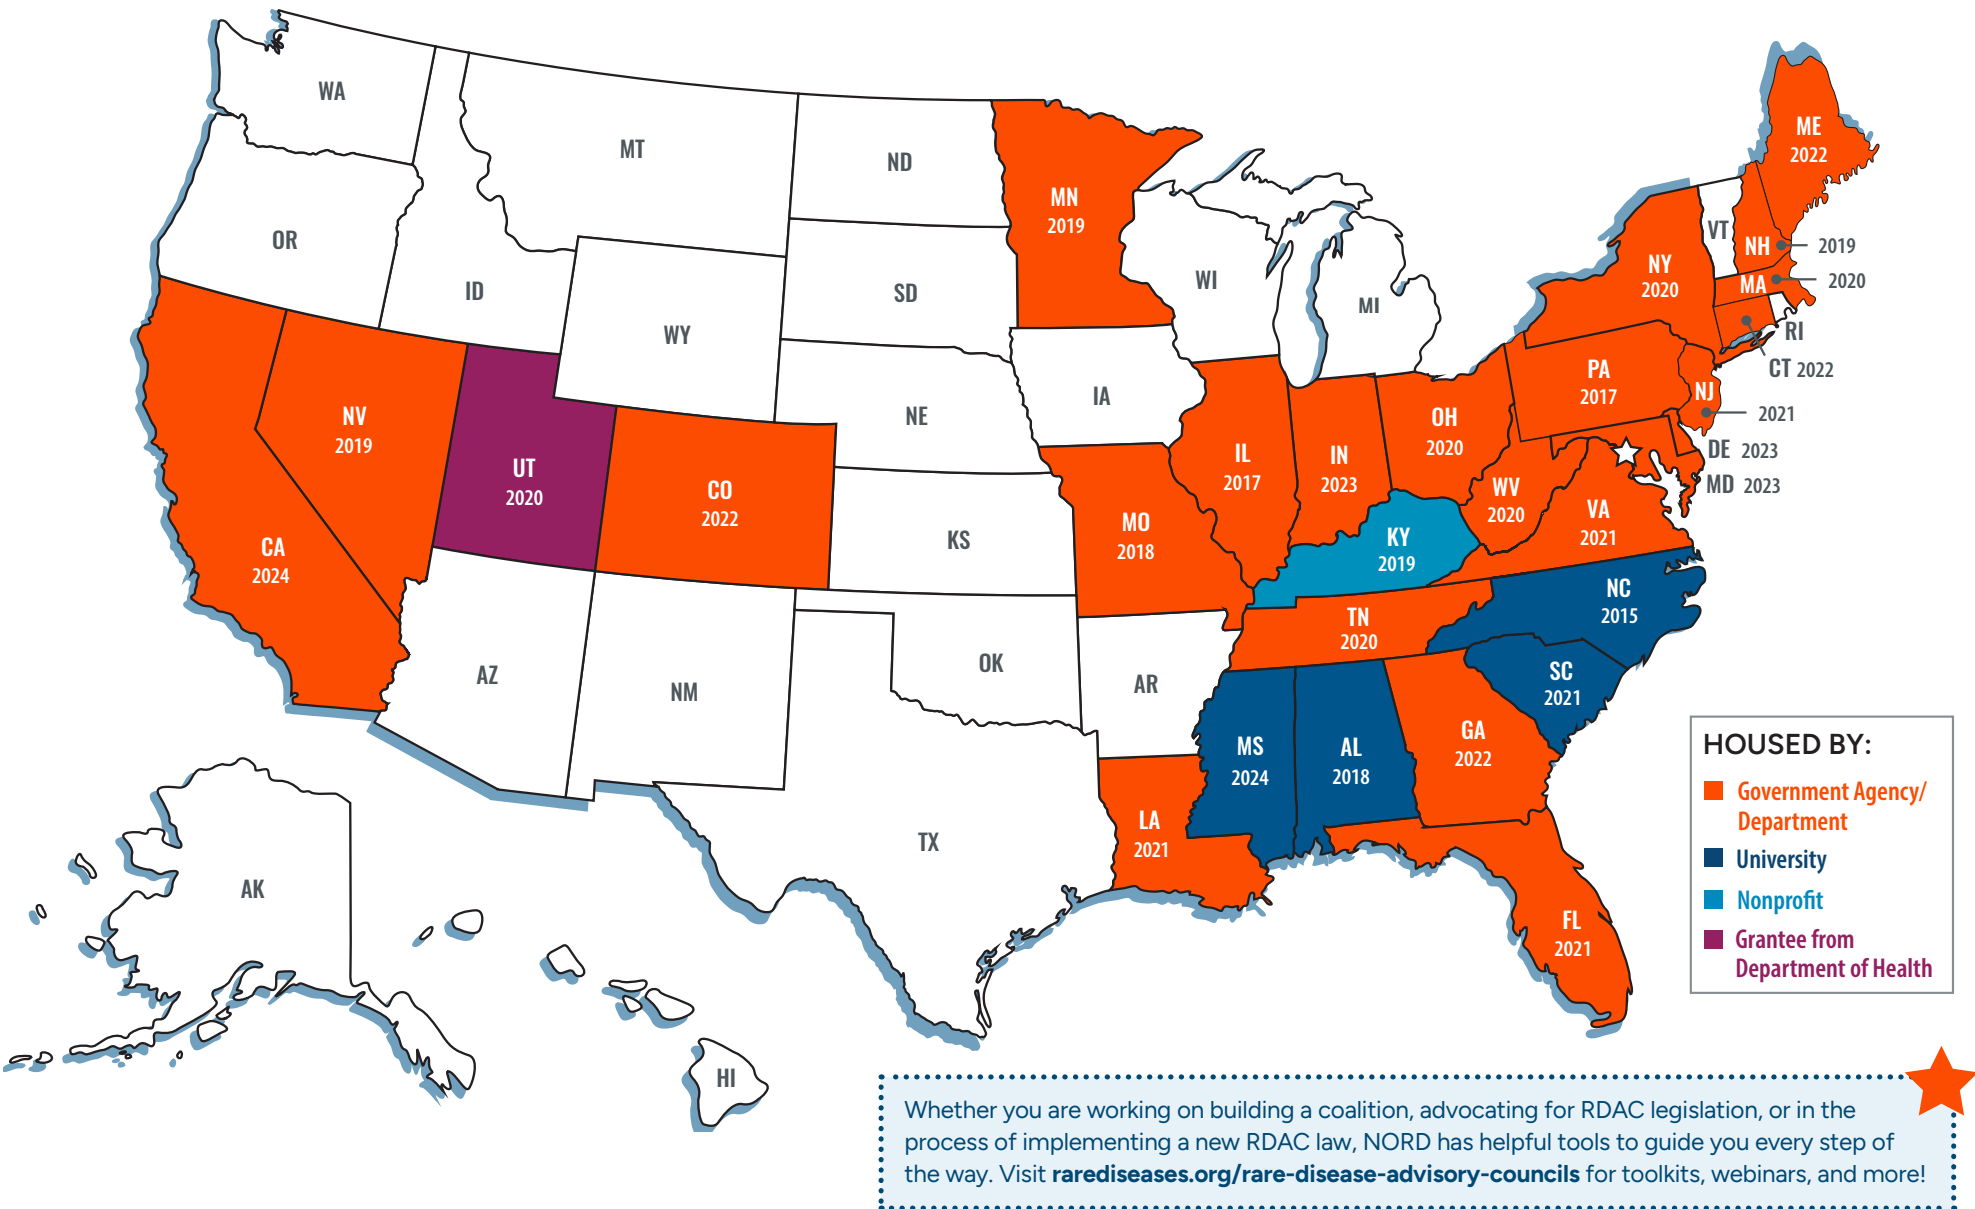 WA
MT
ND
MN
2019
ME
2022
OR
ID
SD
WI
MI
VT
NH
2019
NY
2020
MA
2020
RI
CT 2022
WY
IA
NE
PA
2017
NJ
2021
NV
2019
UT
2020
CO
2022
IL
2017
IN
2023
OH
2020
DE 2023
MD 2023
WV
2020
VA
2021
CA
2024
KS
MO
2018
KY
2019
NC
2015
TN
2020
AZ
NM
OK
AR
SC
2021
MS
2024
AL
2018
GA
2022
TX
LA
2021
FL
2021
AK
HI
HOUSED BY:
Government Agency/
Department
University
Nonprofit
Grantee from
Department of Health
Whether you are working on building a coalition, advocating for RDAC legislation, or in the
process of implementing a new RDAC law, NORD has helpful tools to guide you every step of
the way. Visit rarediseases.org/rare-disease-advisory-councils for toolkits, webinars, and more!